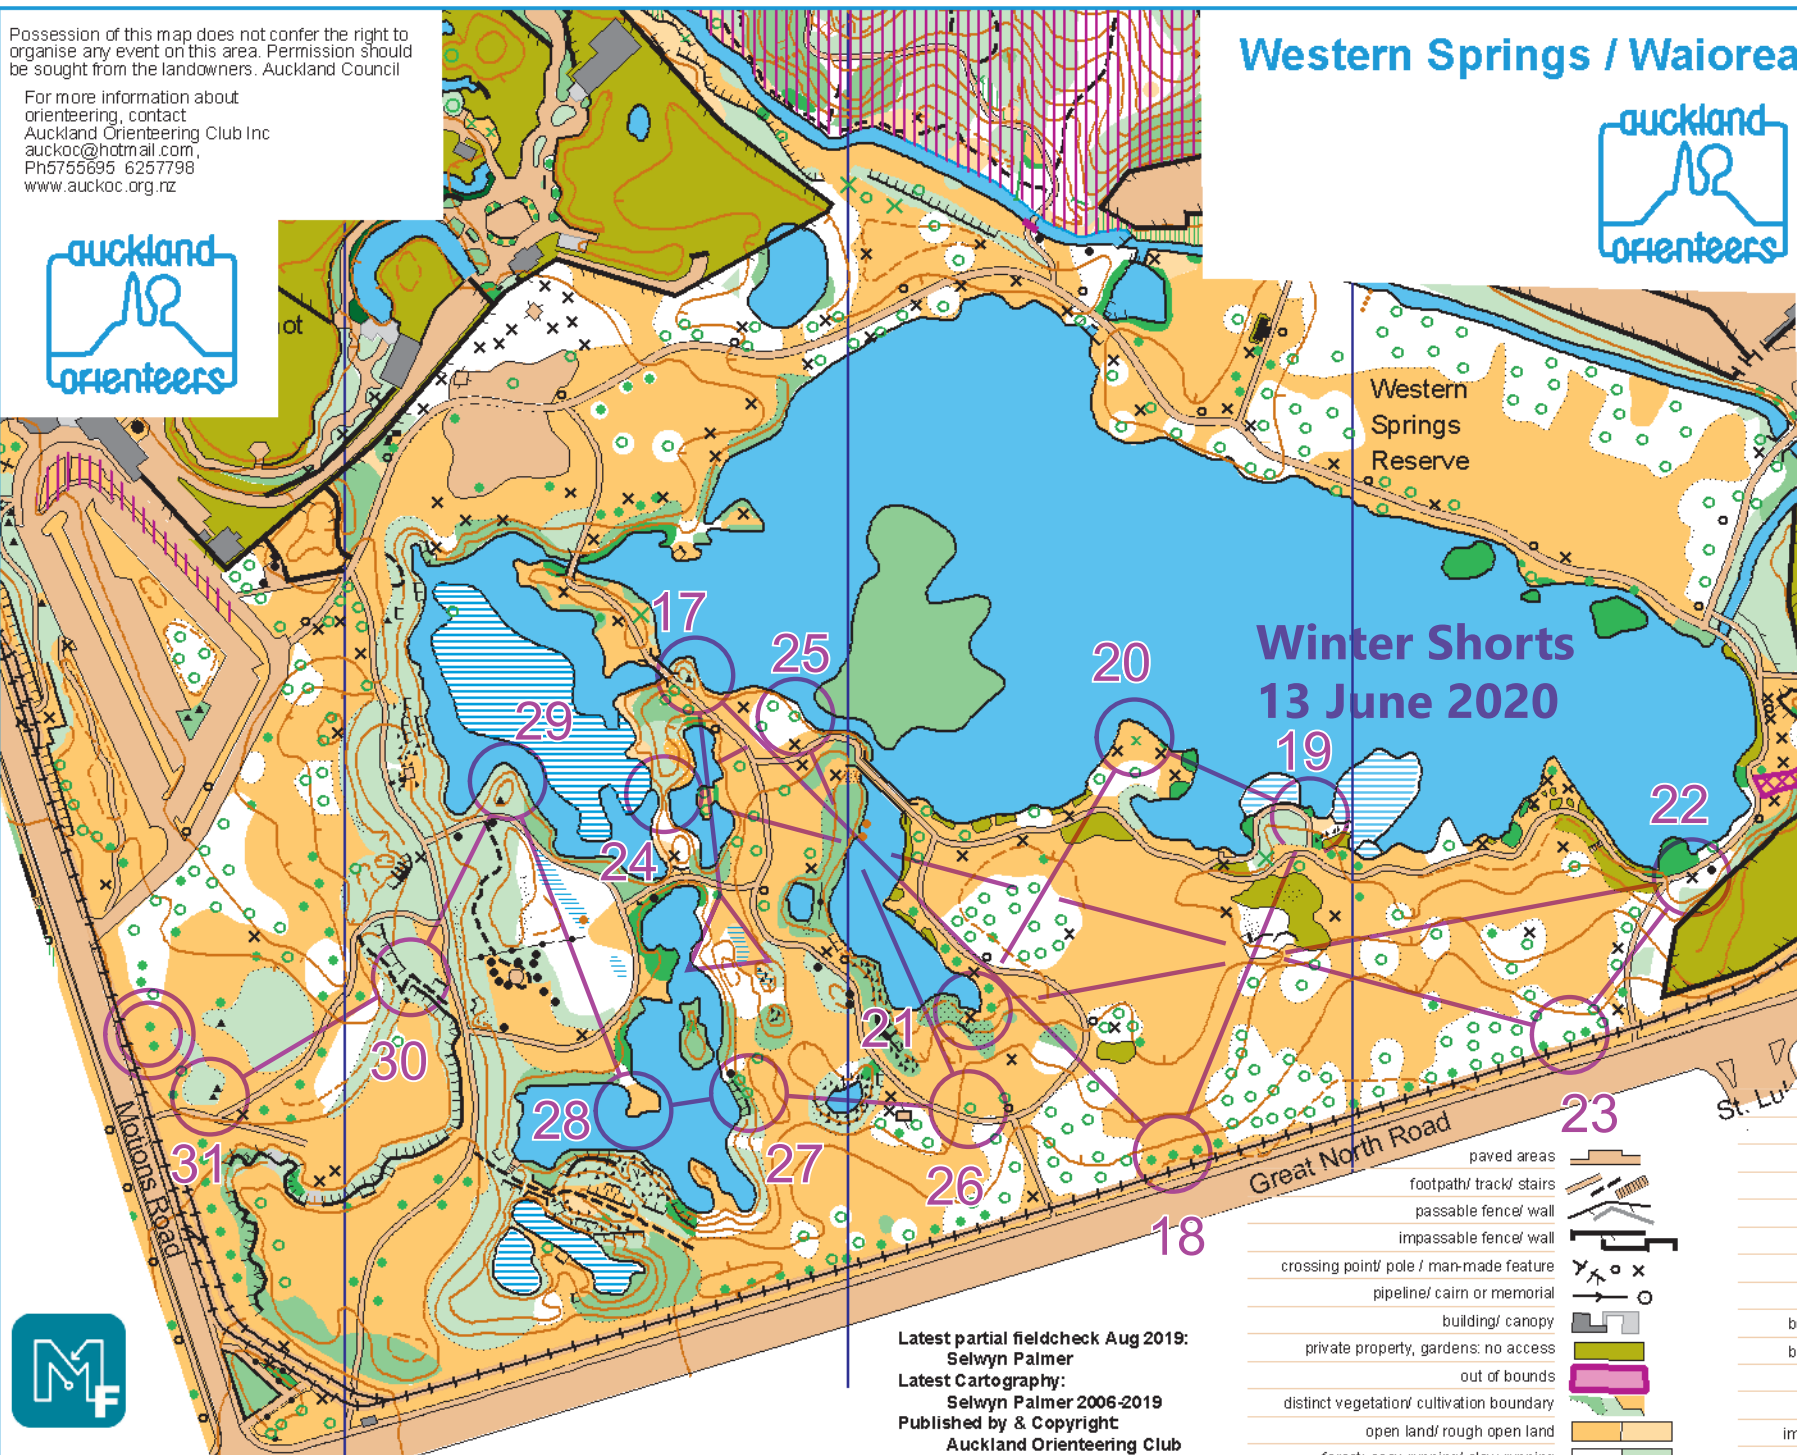 Possession of this map does not confer the right to
organise any event on this area. Permission should
be sought from the landowners. Auckland Council
For more information about
orienteering, contact
Auckland Orienteering Club Inc
auckoc@hotmail.com,
Ph5755695 6257798
www.auckoc.org.nz
auckland
orienteers
Western Springs / Waiorea
auckland
orienteers
ot
Western
Springs
Reserve
Winter Shorts
13 June 2020
17
25
20
29
19
22
24
21
30
28
27
26
31
23
18
Motions Road
Great North Road
St. Lu
paved areas
footpath/ track/ stairs
passable fence/ wall
impassable fence/ wall
crossing point/ pole / man-made feature
pipeline/ cairn or memorial
building/ canopy
private property, gardens: no access
out of bounds
distinct vegetation/ cultivation boundary
open land/ rough open land
Latest partial fieldcheck Aug 2019:
Selwyn Palmer
Latest Cartography:
Selwyn Palmer 2006-2019
Published by & Copyright:
Auckland Orienteering Club
b
b
im
MF